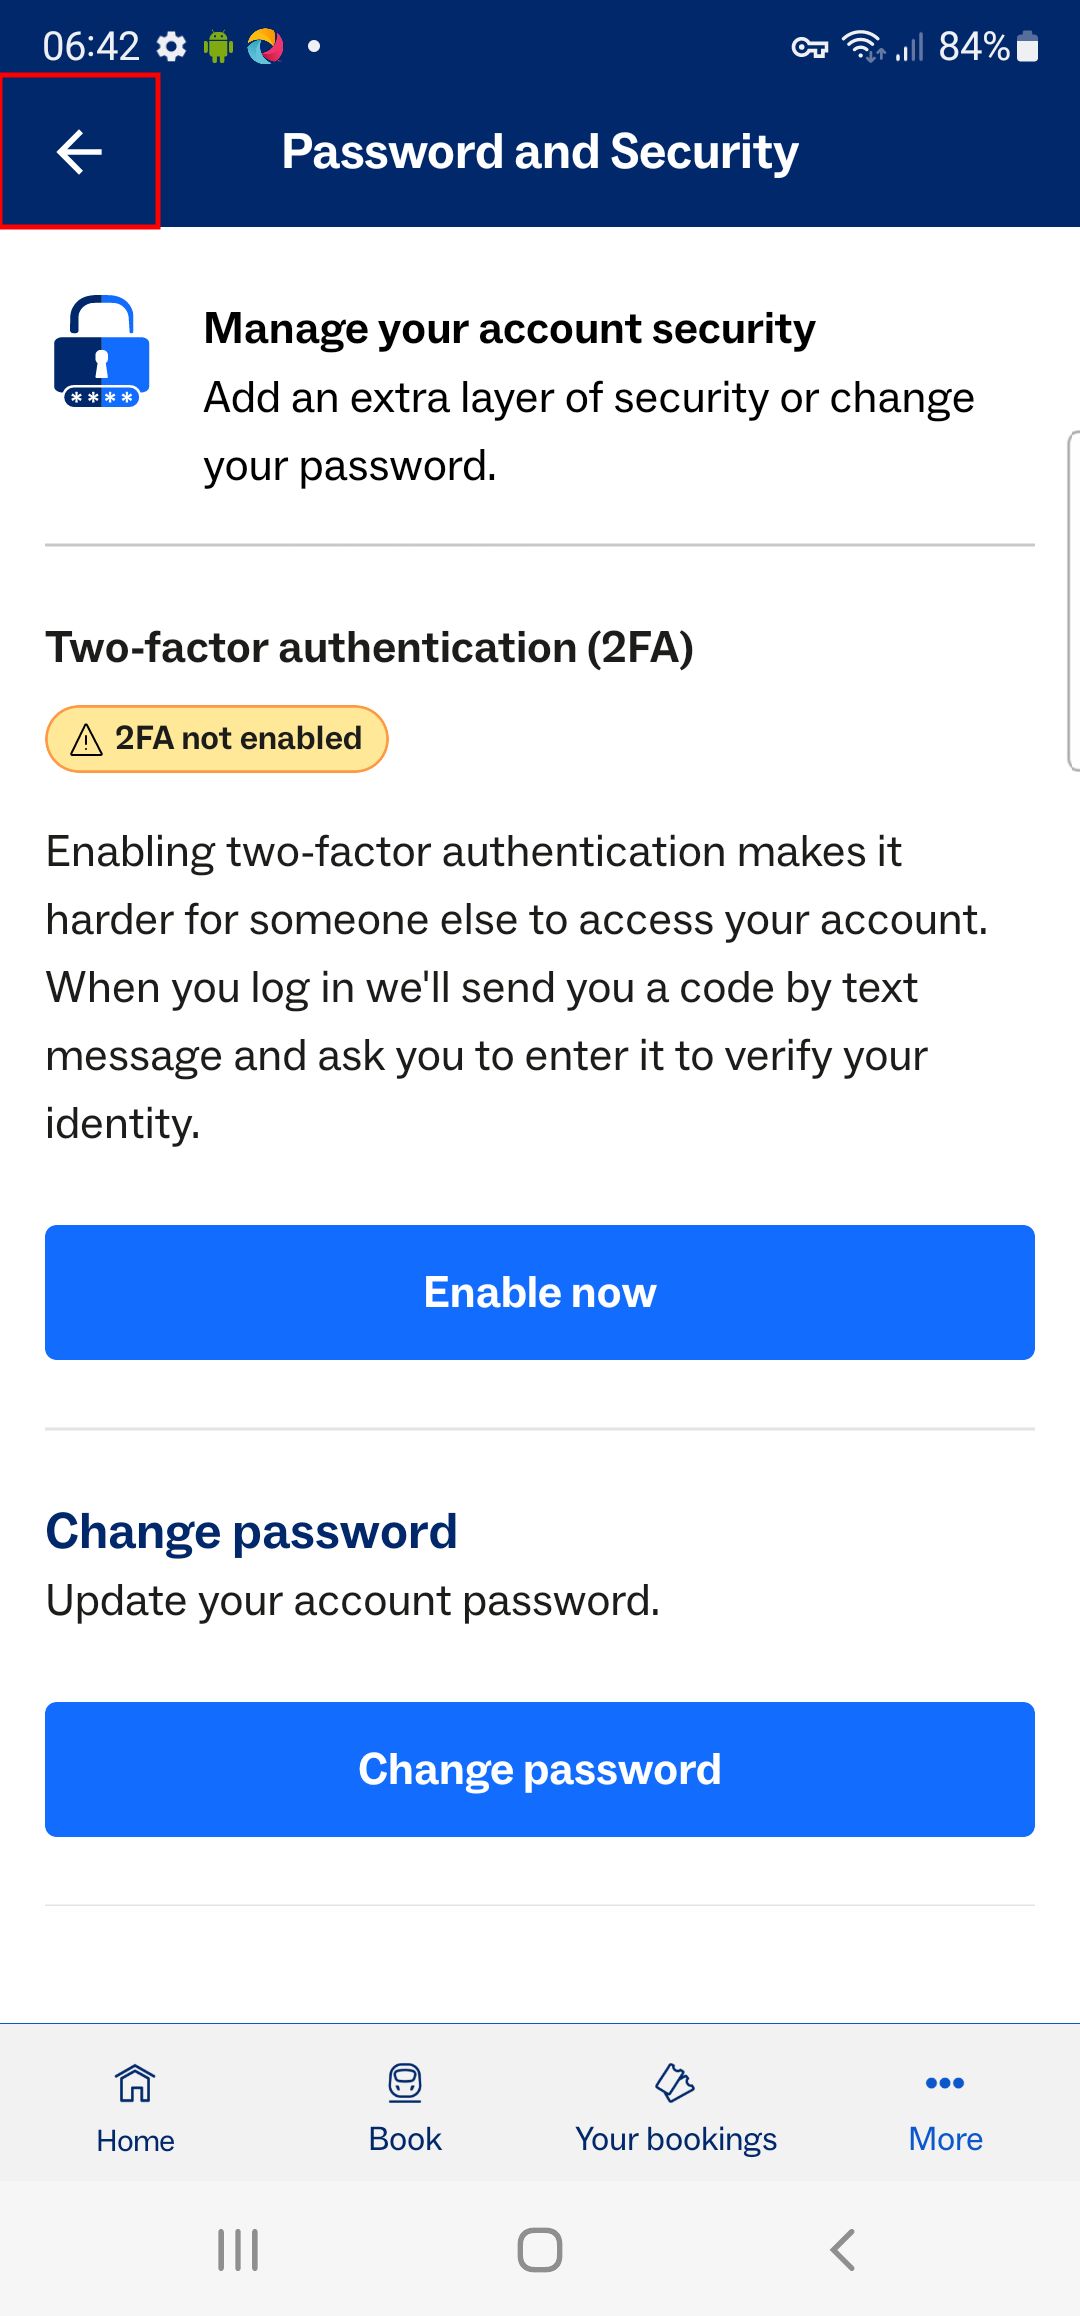 06:42
84%
Password and Security
Manage your account security
Add an extra layer of security or change
your password.
****
Two-factor authentication (2FA)
2FA not enabled
Enabling two-factor authentication makes it
harder for someone else to access your account.
When you log in we'll send you a code by text
message and ask you to enter it to verify your
identity.
Enable now
Change password
Update your account password.
Change password
Home
Book
Your bookings
More